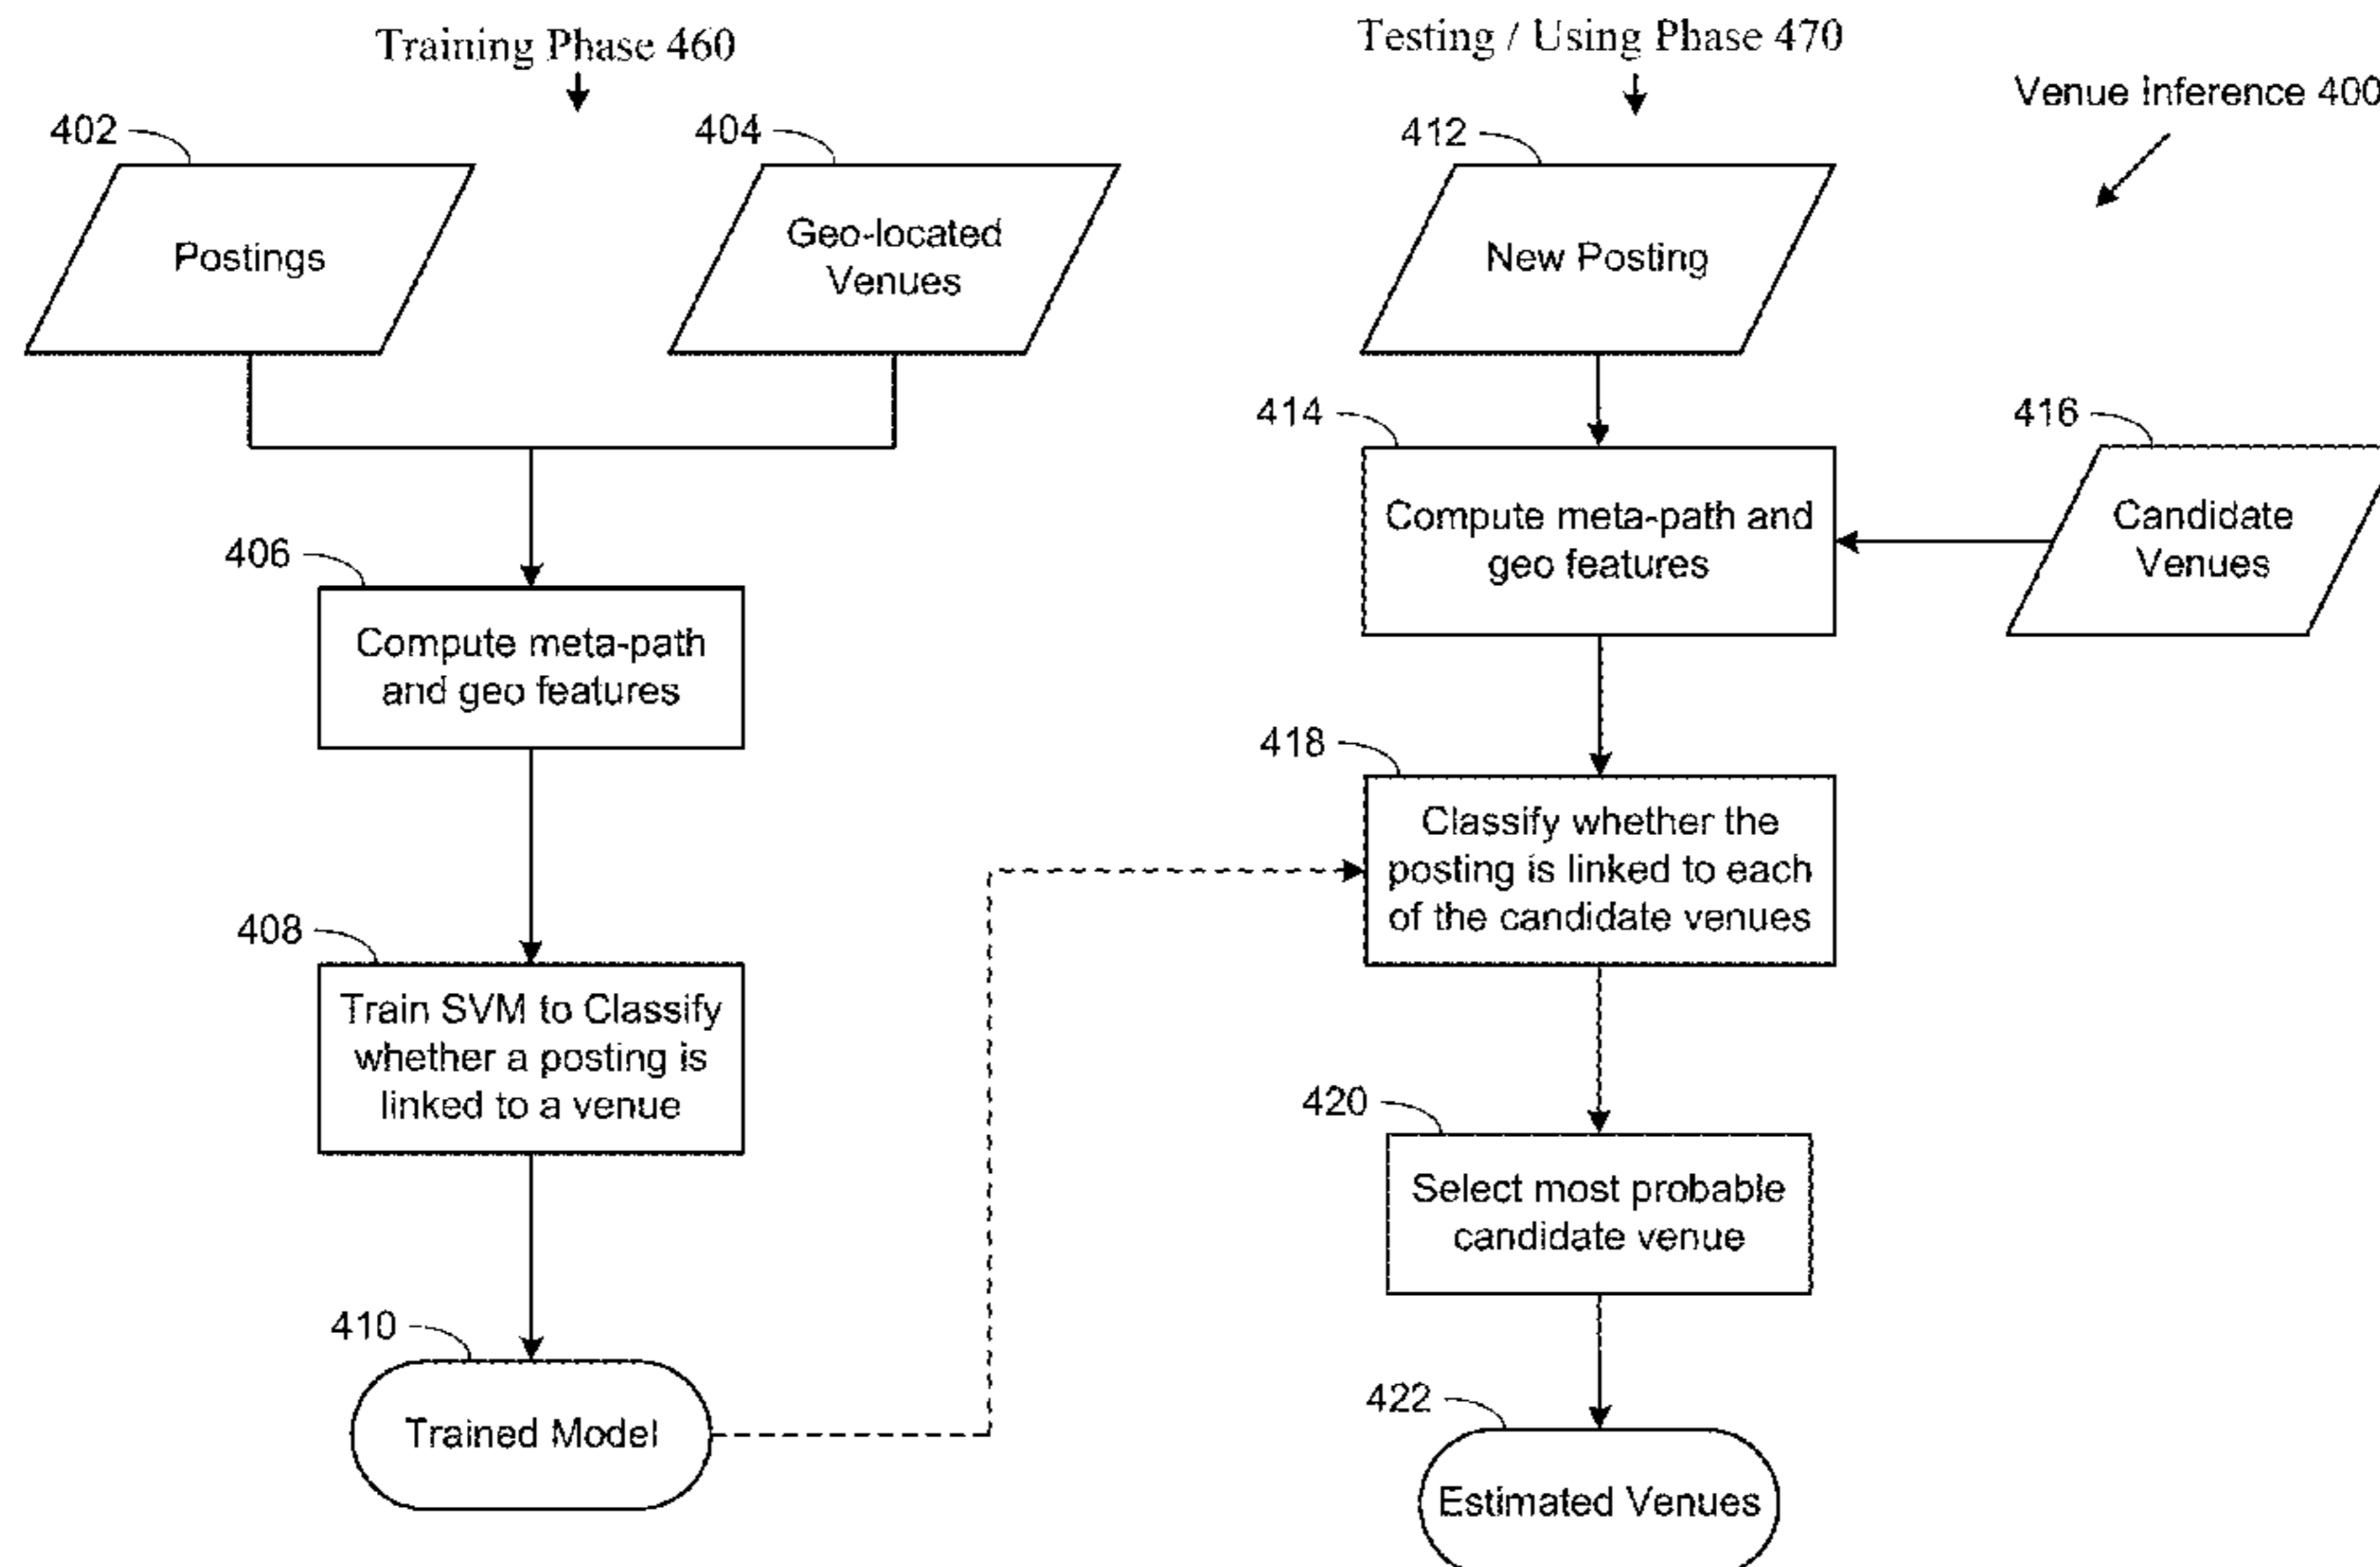 Training Phase 460
402
404
Postings
Geo-located
Venues
406
Compute meta-path
and geo features
408
Train SVM to Classify
whether a posting is
linked to a venue
410
Trained Model
Testing / Using Phase 470
Venue Inference 400
412
New Posting
414
416
Compute meta-path and
geo features
Candidate
Venues
418
Classify whether the
posting is linked to each
of the candidate venues
420
Select most probable
candidate venue
422
Estimated Venues